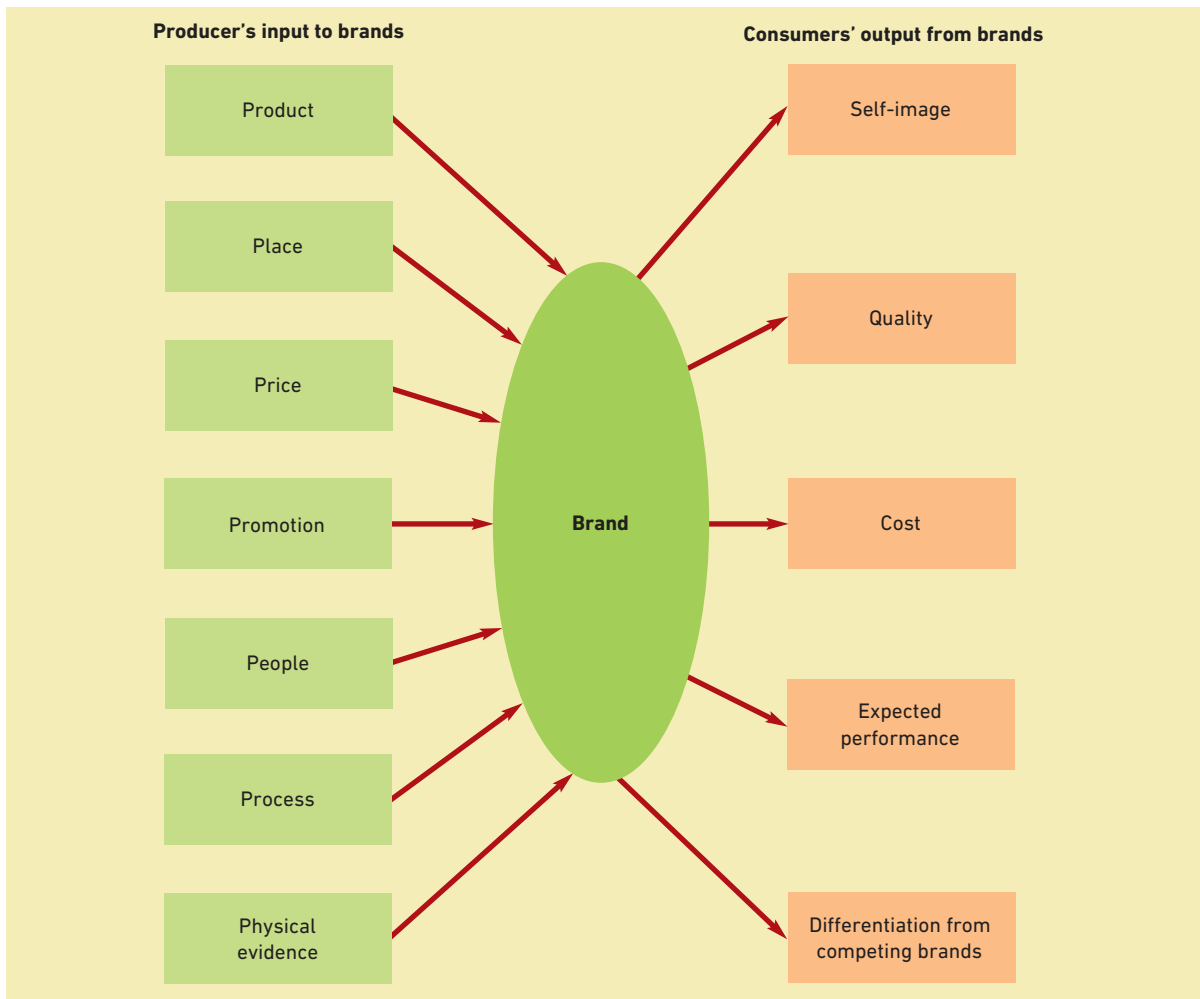 Producer’s input to brands
Product
Place
Price
Promotion
People
Process
Physical
evidence
Brand
Consumers’ output from brands
Self-image
Quality
Cost
Expected
performance
Differentiation from
competing brands